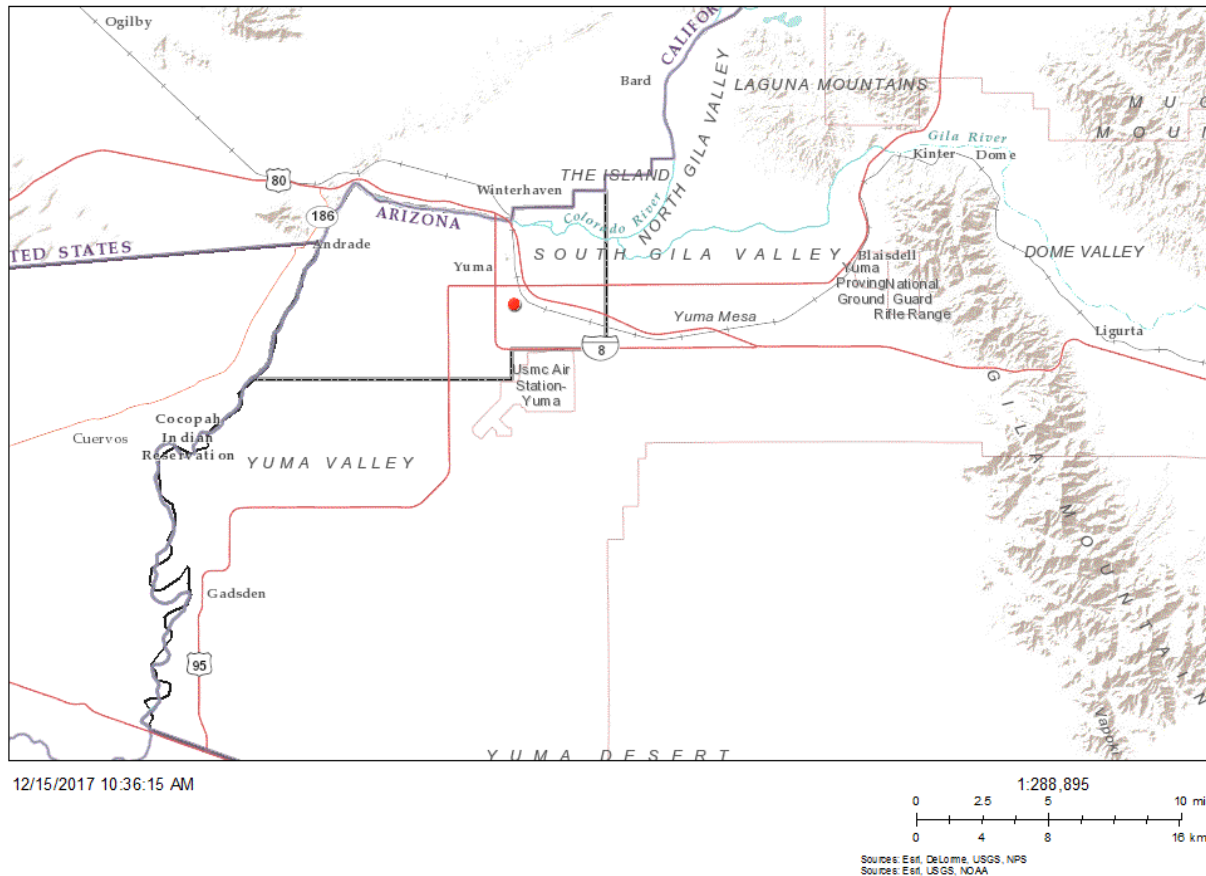 Ogilby
CALIFOR
Bard
NORTH GILA VALLEY
LAGUNA MOUNTAINS
M U G
M O U N
Gila River
Kinter
Dome
80
THE ISLAND
Winterhaven
186
ARIZONA
Colorado River
TED STATES
Andrade
SOUTH GILA VALLEY
DOME VALLEY
Yuma
Blaisdell
Yuma
Proving
Ground
National
Guard
Rifle Range
Yuma Mesa
Ligurta
8
Usmc Air
Station-
Yuma
GILA MOUNTAIN
Cocopah
Indian
Reservation
Cuervos
YUMA VALLEY
Gadsden
95
YUMA DESERT
Vapoki
12/15/2017 10:36:15 AM
1:288,895
0 2.5 5 10 mi
0 4 8 16 km
Sources: Esri, DeLorme, USGS, NPS
Sources: Esri, USGS, NOAA